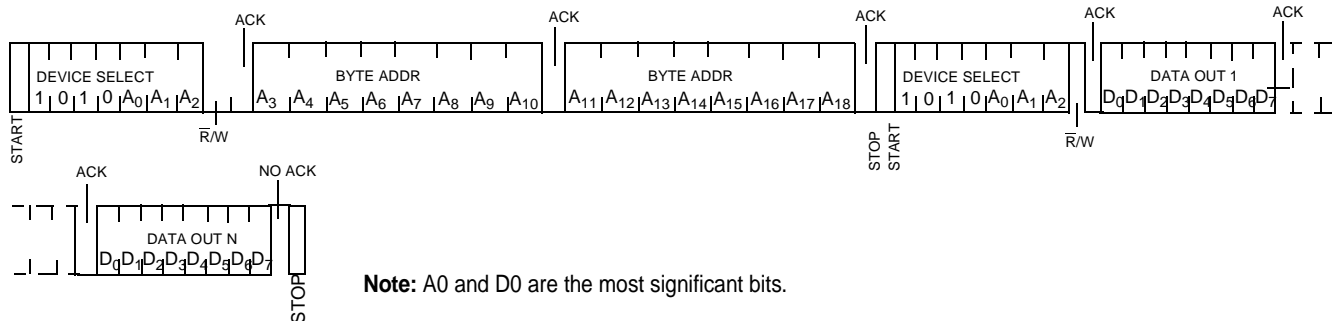 ACK ACK ACK ACK ACK
DEVICE SELECT BYTE ADDR BYTE ADDR DEVICE SELECT DATA OUT 1
1 0 1 0 A0 A1 A2 A3 A4 A5 A6 A7 A8 A9 A10 A11 A12 A13 A14 A15 A16 A17 A18 1 0 1 0 A0 A1 A2 D0 D1 D2 D3 D4 D5 D6 D7
START R̅/W STOP START R̅/W
ACK NO ACK
DATA OUT N
D0 D1 D2 D3 D4 D5 D6 D7
STOP
Note: A0 and D0 are the most significant bits.